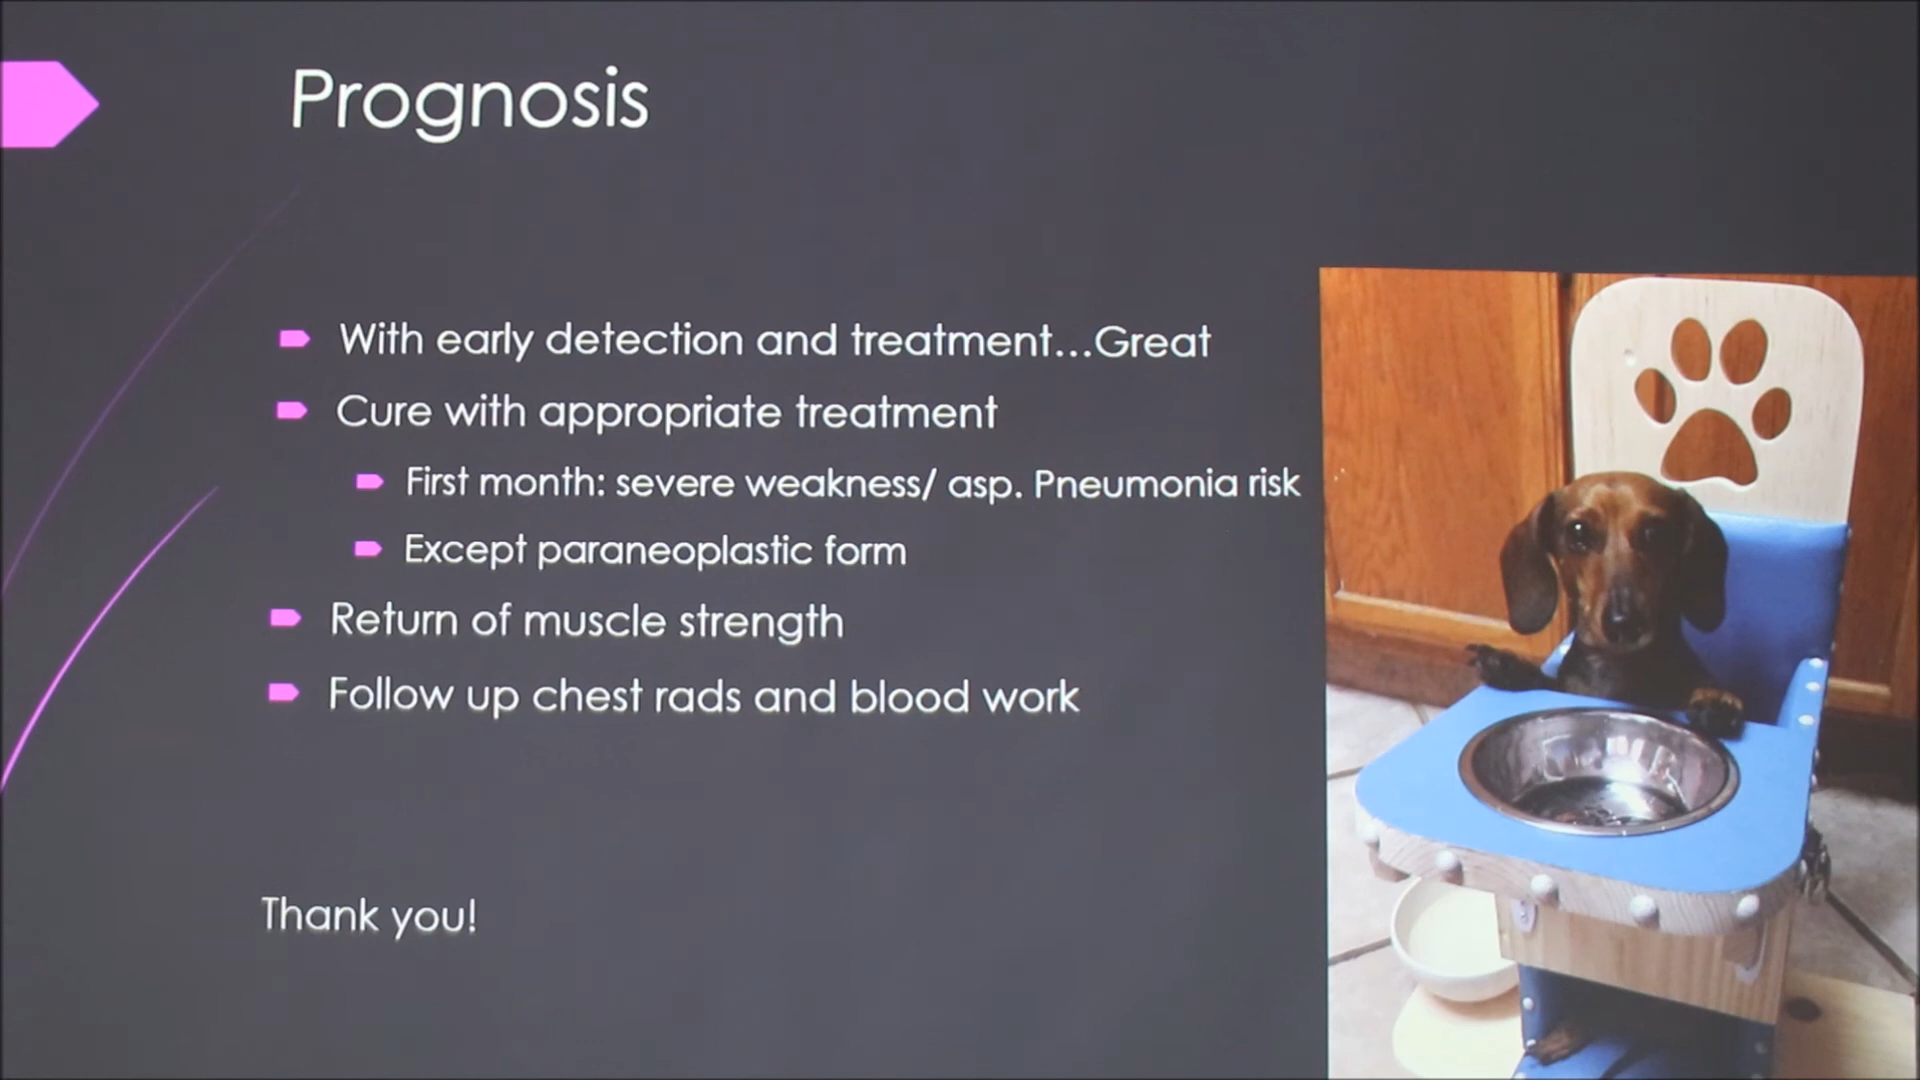 Prognosis
With early detection and treatment...Great
Cure with appropriate treatment
First month: severe weakness/ asp. Pneumonia risk
Except paraneoplastic form
Return of muscle strength
Follow up chest rads and blood work
Thank you!